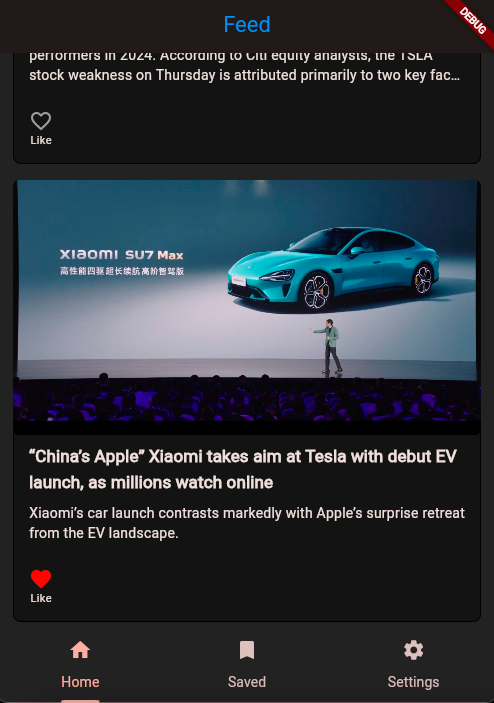 Feed
DEBUG
performers in 2024. According to Citi equity analysts, the TSLA
stock weakness on Thursday is attributed primarily to two key fac...
Like
xiaomi SU7 Max
高性能四驱超长续航高阶智驾版
“China’s Apple” Xiaomi takes aim at Tesla with debut EV
launch, as millions watch online
Xiaomi’s car launch contrasts markedly with Apple’s surprise retreat
from the EV landscape.
Like
Home
Saved
Settings